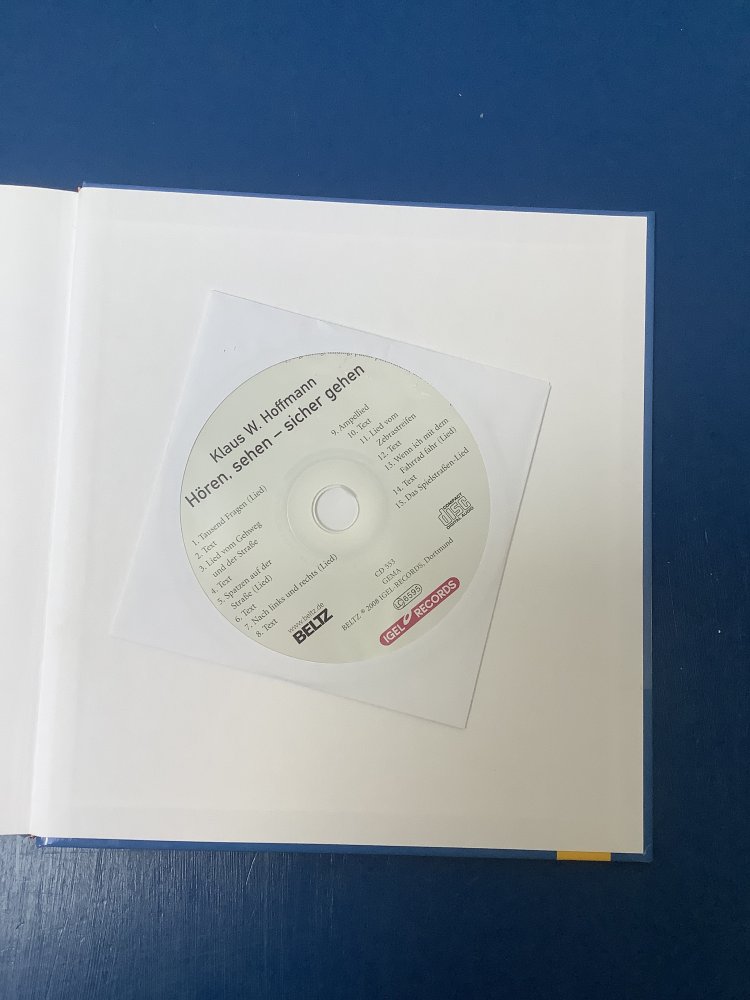 Klaus W. Hoffmann
Hören, sehen – sicher gehen
1. Tausend Fragen (Lied)
2. Text
3. Lied vom Gehweg
und der Straße
4. Text
5. Spatzen auf der
Straße (Lied)
6. Text
7. Nach links und rechts (Lied)
8. Text
9. Ampellied
10. Text
11. Lied vom
Zebrastreifen
12. Text
13. Wenn ich mit dem
Fahrrad fahr (Lied)
14. Text
15. Das Spielstraßen-Lied
COMPACT
disc
DIGITAL AUDIO
www.beltz.de
BELTZ
CD 553
GEMA
BELTZ ℗ 2008 IGEL RECORDS, Dortmund
LC 8595
IGEL RECORDS